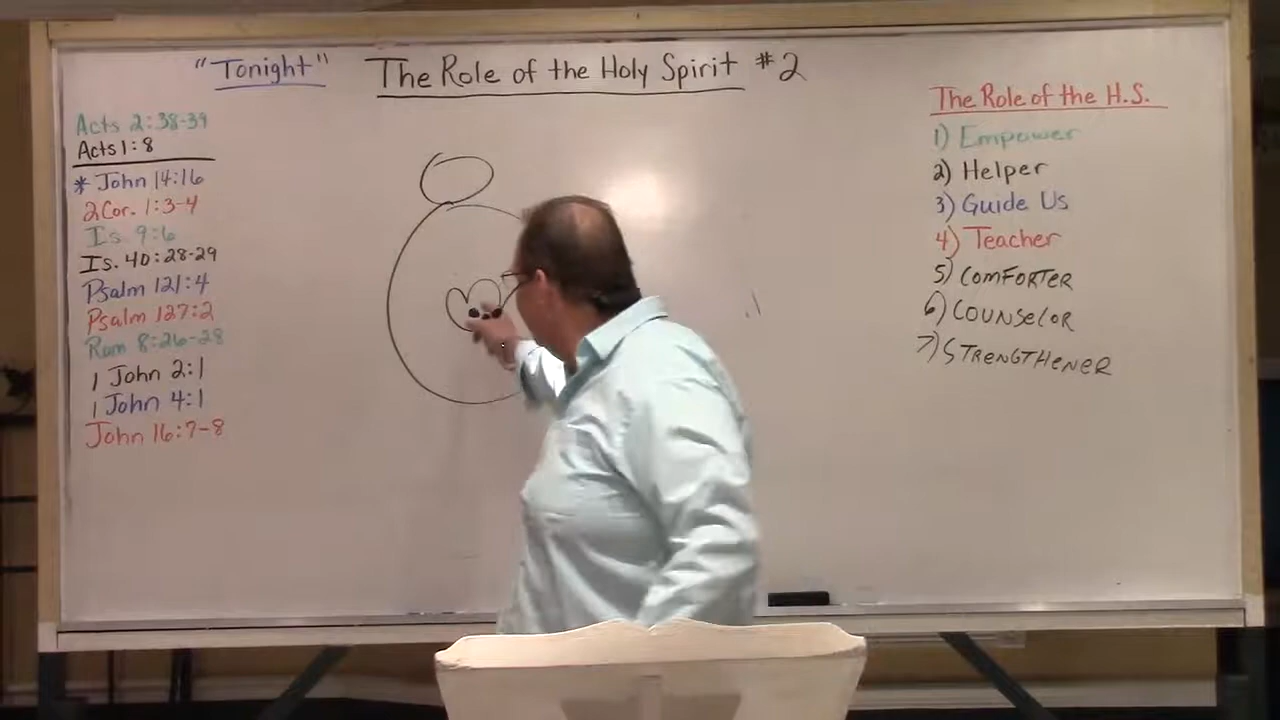 "Tonight" The Role of the Holy Spirit #2
Acts 2:38-39
Acts 1:8
* John 14:16
2 Cor. 1:3-4
Is. 9:6
Is. 40:28-29
Psalm 121:4
Psalm 127:2
Rom 8:26-28
1 John 2:1
1 John 4:1
John 16:7-8
The Role of the H.S.
1) Empower
2) Helper
3) Guide Us
4) Teacher
5) COMFORTER
6) COUNSELOR
7) STRENGTHENER